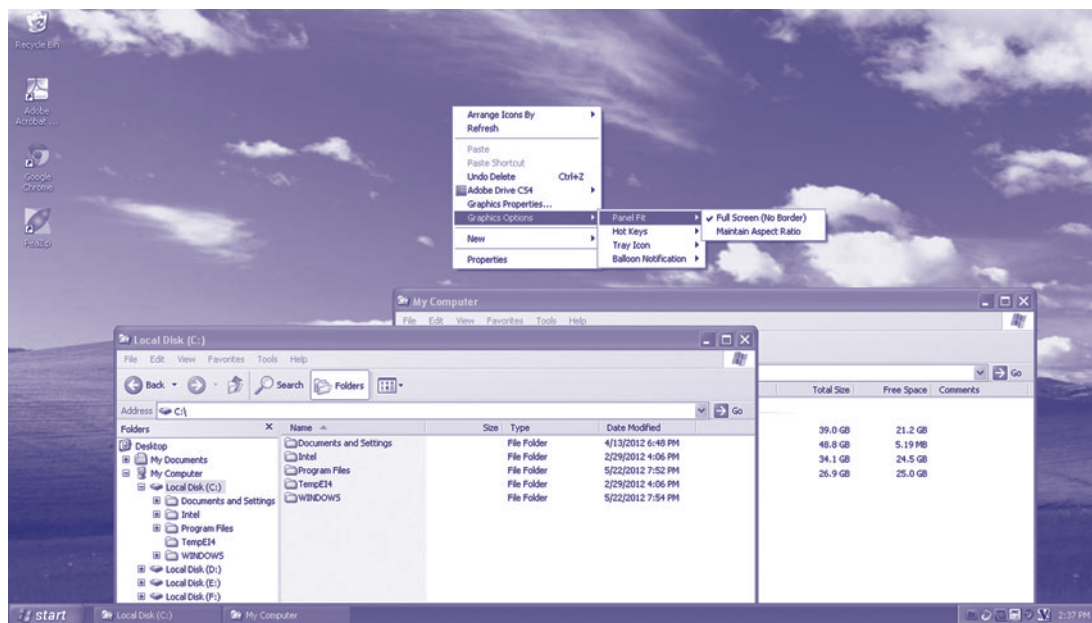 Recycle Bin
Adobe
Acrobat ...
Google
Chrome
PeaZip
Arrange Icons By
Refresh
Paste
Paste Shortcut
Undo Delete Ctrl+Z
Adobe Drive CS4
Graphics Properties...
Graphics Options
New
Properties
Panel Fit
Hot Keys
Tray Icon
Balloon Notification
Full Screen (No Border)
Maintain Aspect Ratio
My Computer
File Edit View Favorites Tools Help
Go
Total Size Free Space Comments
39.0 GB 21.2 GB
48.8 GB 5.19 MB
34.1 GB 24.5 GB
26.9 GB 25.0 GB
Local Disk (C:)
File Edit View Favorites Tools Help
Back Search Folders
Address C:\ Go
Folders
Desktop
My Documents
My Computer
Local Disk (C:)
Documents and Settings
Intel
Program Files
TempEI4
WINDOWS
Local Disk (D:)
Local Disk (E:)
Local Disk (F:)
Name Size Type Date Modified
Documents and Settings File Folder 4/13/2012 6:48 PM
Intel File Folder 2/29/2012 4:06 PM
Program Files File Folder 5/22/2012 7:52 PM
TempEI4 File Folder 2/29/2012 4:06 PM
WINDOWS File Folder 5/22/2012 7:54 PM
start Local Disk (C:) My Computer 2:37 PM